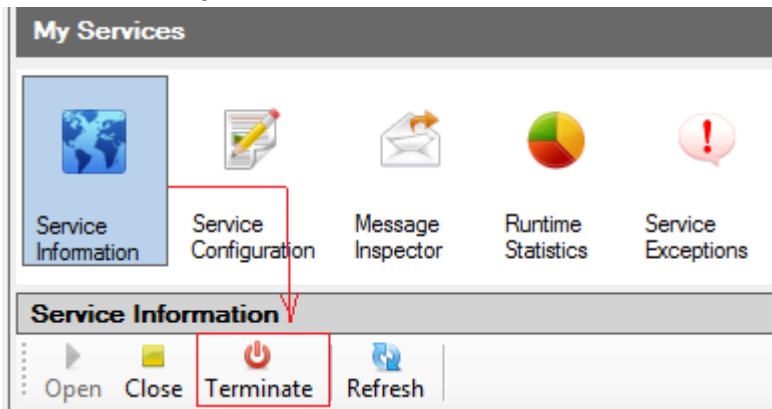 My Services
Service
Information
Service
Configuration
Message
Inspector
Runtime
Statistics
Service
Exceptions
Service Information
Open Close Terminate Refresh